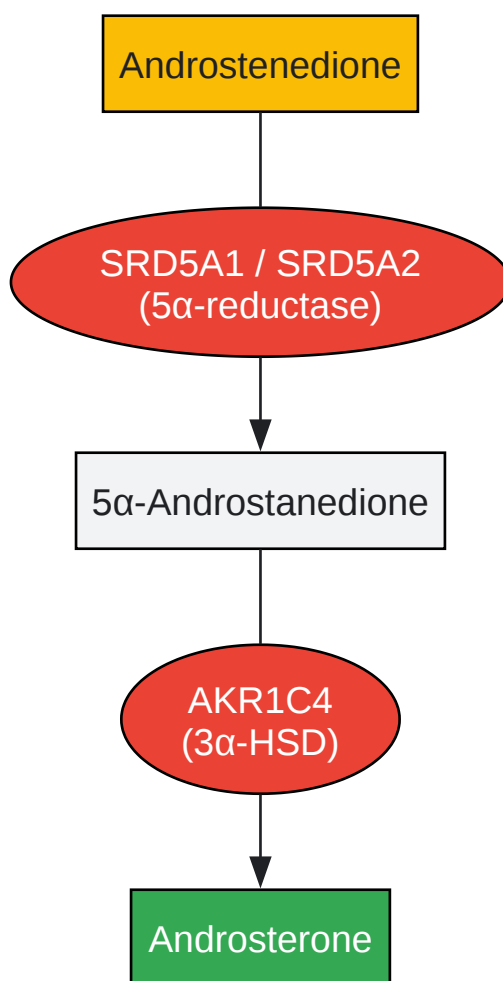 Androstenedione
SRD5A1 / SRD5A2
(5α-reductase)
5α-Androstanedione
AKR1C4
(3α-HSD)
Androsterone